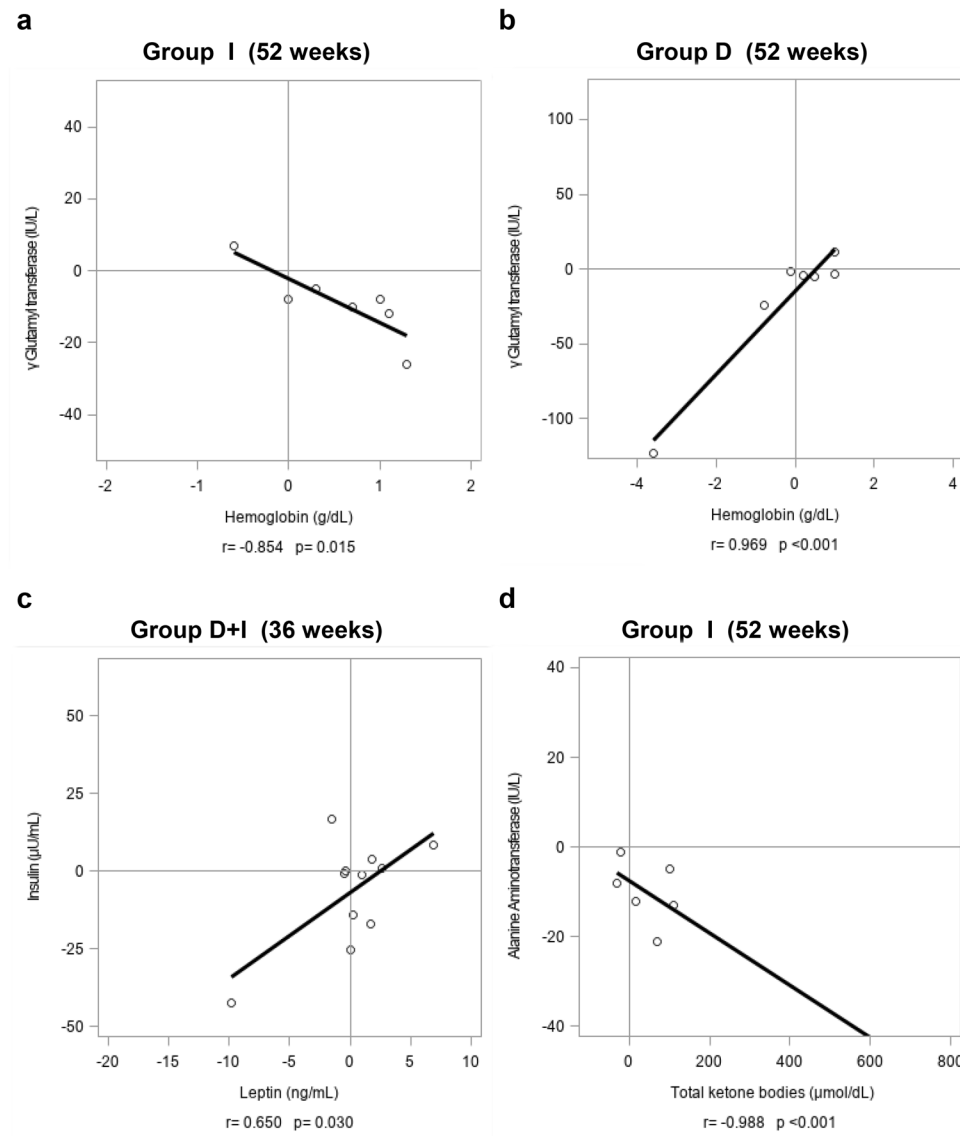 a
Group I (52 weeks)
40
20
0
-20
-40
γ Glutamyl transferase (IU/L)
-2 -1 0 1 2
Hemoglobin (g/dL)
r= -0.854 p= 0.015
b
Group D (52 weeks)
100
50
0
-50
-100
γ Glutamyl transferase (IU/L)
-4 -2 0 2 4
Hemoglobin (g/dL)
r= 0.969 p <0.001
c
Group D+I (36 weeks)
50
25
0
-25
-50
Insulin (μU/mL)
-20 -15 -10 -5 0 5 10
Leptin (ng/mL)
r= 0.650 p= 0.030
d
Group I (52 weeks)
40
20
0
-20
-40
Alanine Aminotransferase (IU/L)
0 200 400 600 800
Total ketone bodies (μmol/dL)
r= -0.988 p <0.001